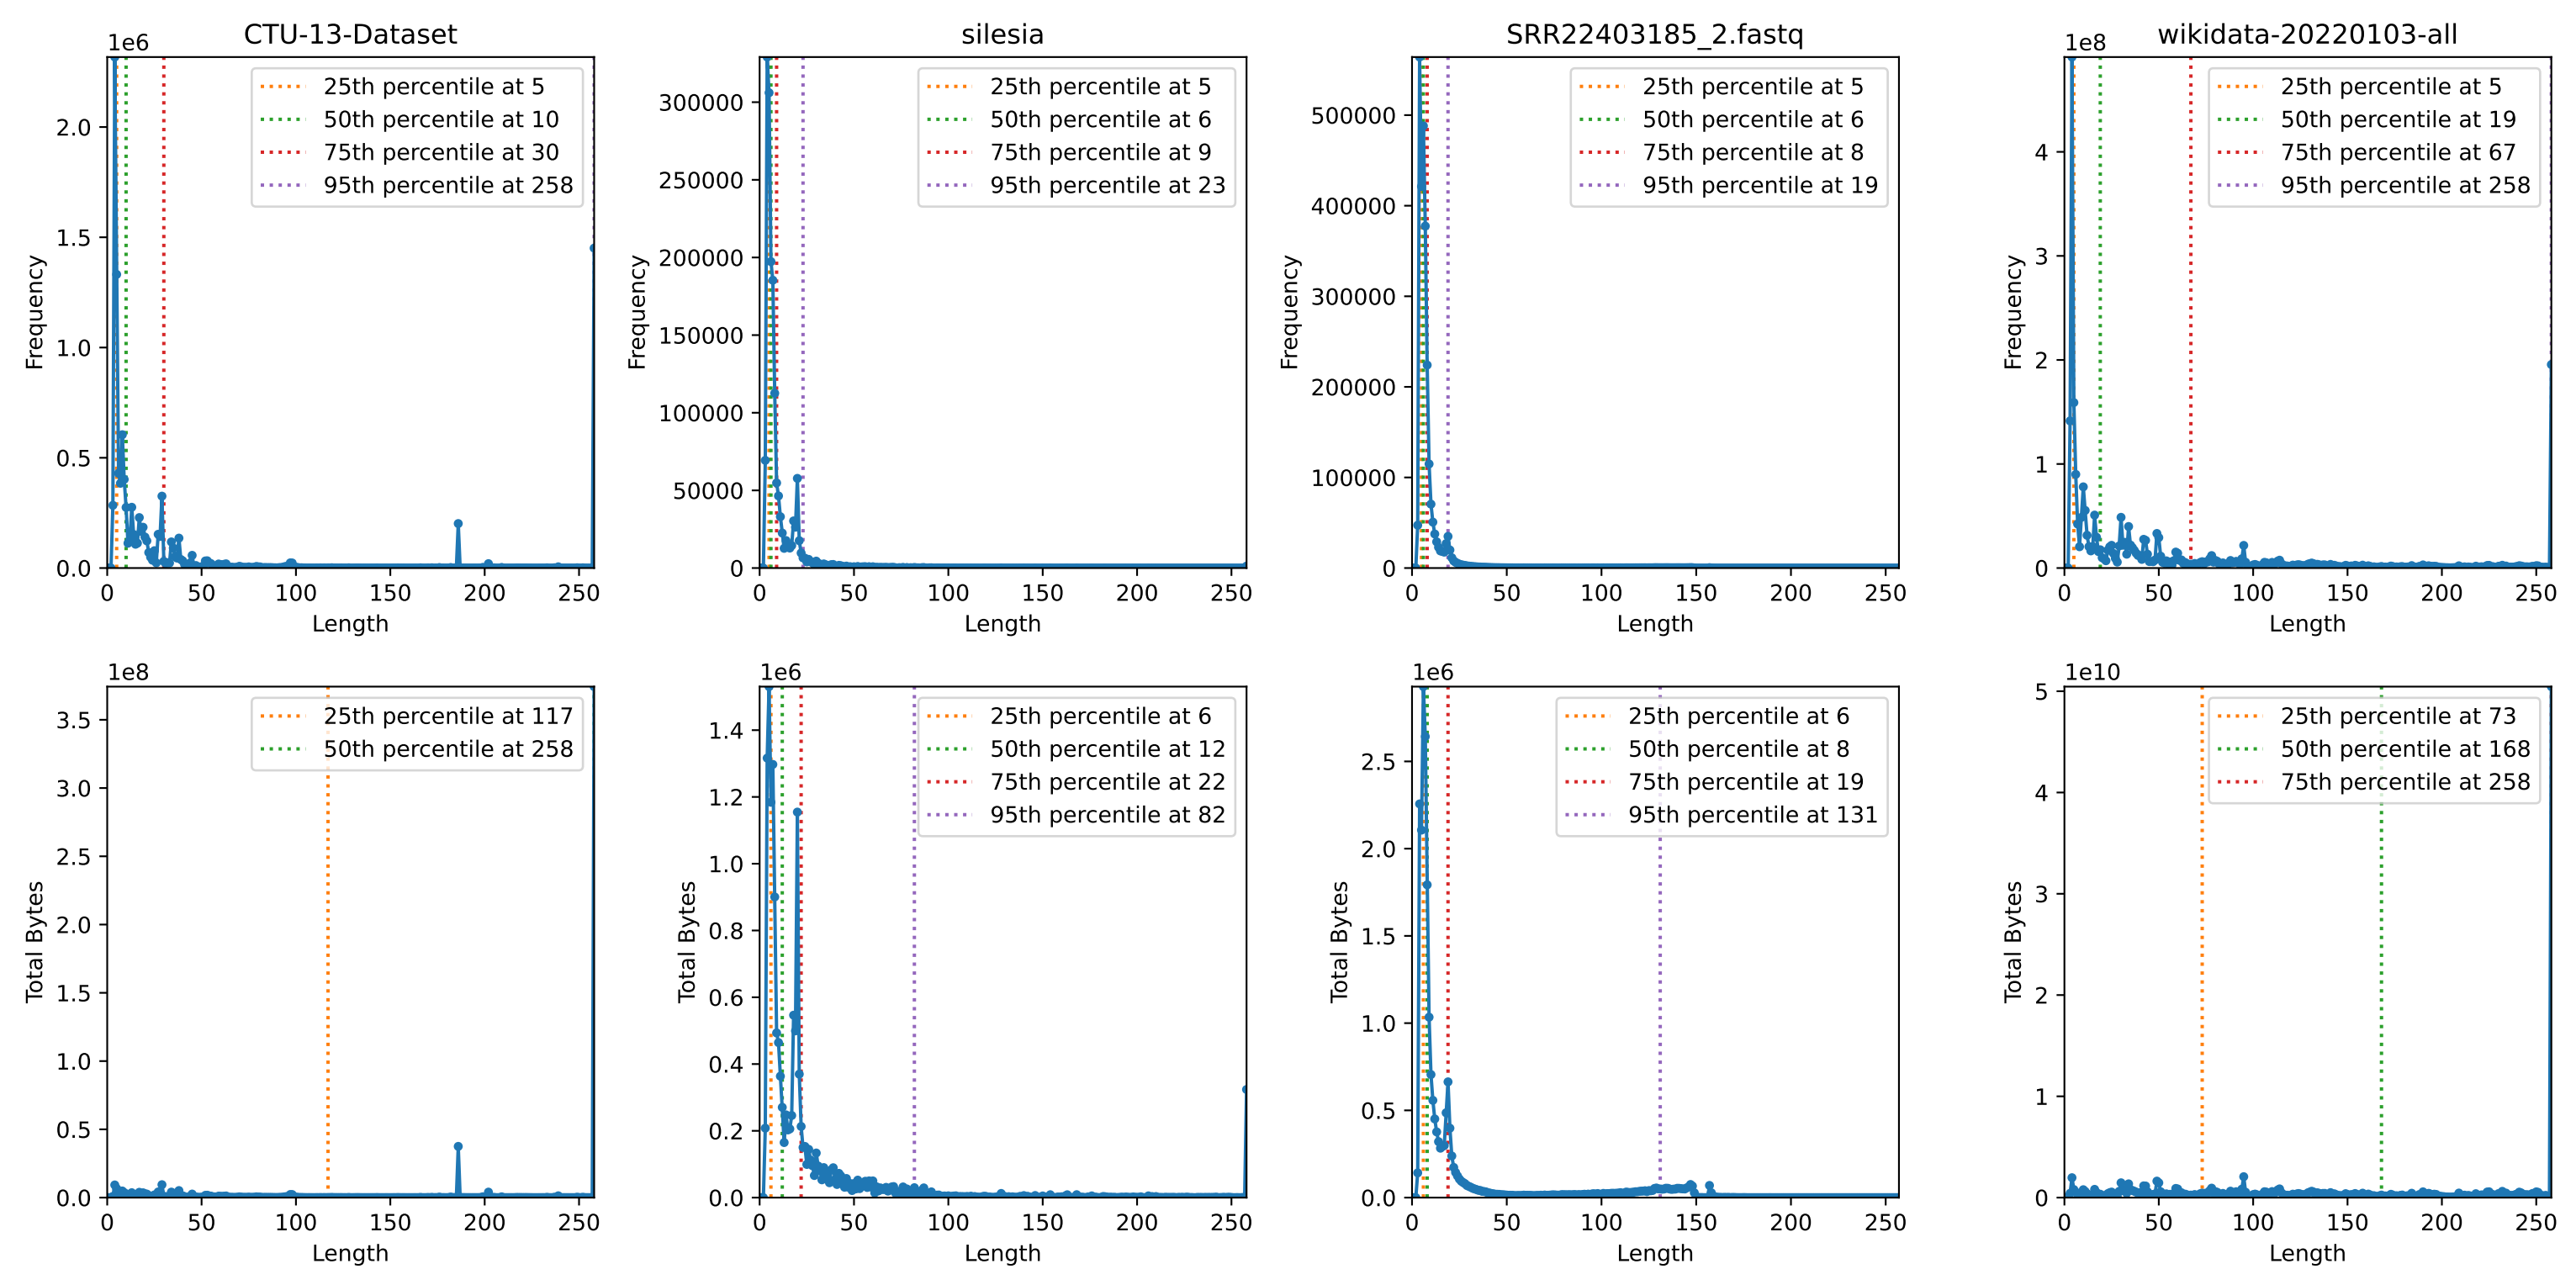 CTU-13-Dataset
1e6
25th percentile at 5
50th percentile at 10
75th percentile at 30
95th percentile at 258
2.0
1.5
1.0
0.5
0.0
Frequency
0 50 100 150 200 250
Length
silesia
25th percentile at 5
50th percentile at 6
75th percentile at 9
95th percentile at 23
300000
250000
200000
150000
100000
50000
0
Frequency
0 50 100 150 200 250
Length
SRR22403185_2.fastq
25th percentile at 5
50th percentile at 6
75th percentile at 8
95th percentile at 19
500000
400000
300000
200000
100000
0
Frequency
0 50 100 150 200 250
Length
wikidata-20220103-all
1e8
25th percentile at 5
50th percentile at 19
75th percentile at 67
95th percentile at 258
4
3
2
1
0
Frequency
0 50 100 150 200 250
Length
1e8
25th percentile at 117
50th percentile at 258
3.5
3.0
2.5
2.0
1.5
1.0
0.5
0.0
Total Bytes
0 50 100 150 200 250
Length
1e6
25th percentile at 6
50th percentile at 12
75th percentile at 22
95th percentile at 82
1.4
1.2
1.0
0.8
0.6
0.4
0.2
0.0
Total Bytes
0 50 100 150 200 250
Length
1e6
25th percentile at 6
50th percentile at 8
75th percentile at 19
95th percentile at 131
2.5
2.0
1.5
1.0
0.5
0.0
Total Bytes
0 50 100 150 200 250
Length
1e10
25th percentile at 73
50th percentile at 168
75th percentile at 258
5
4
3
2
1
0
Total Bytes
0 50 100 150 200 250
Length